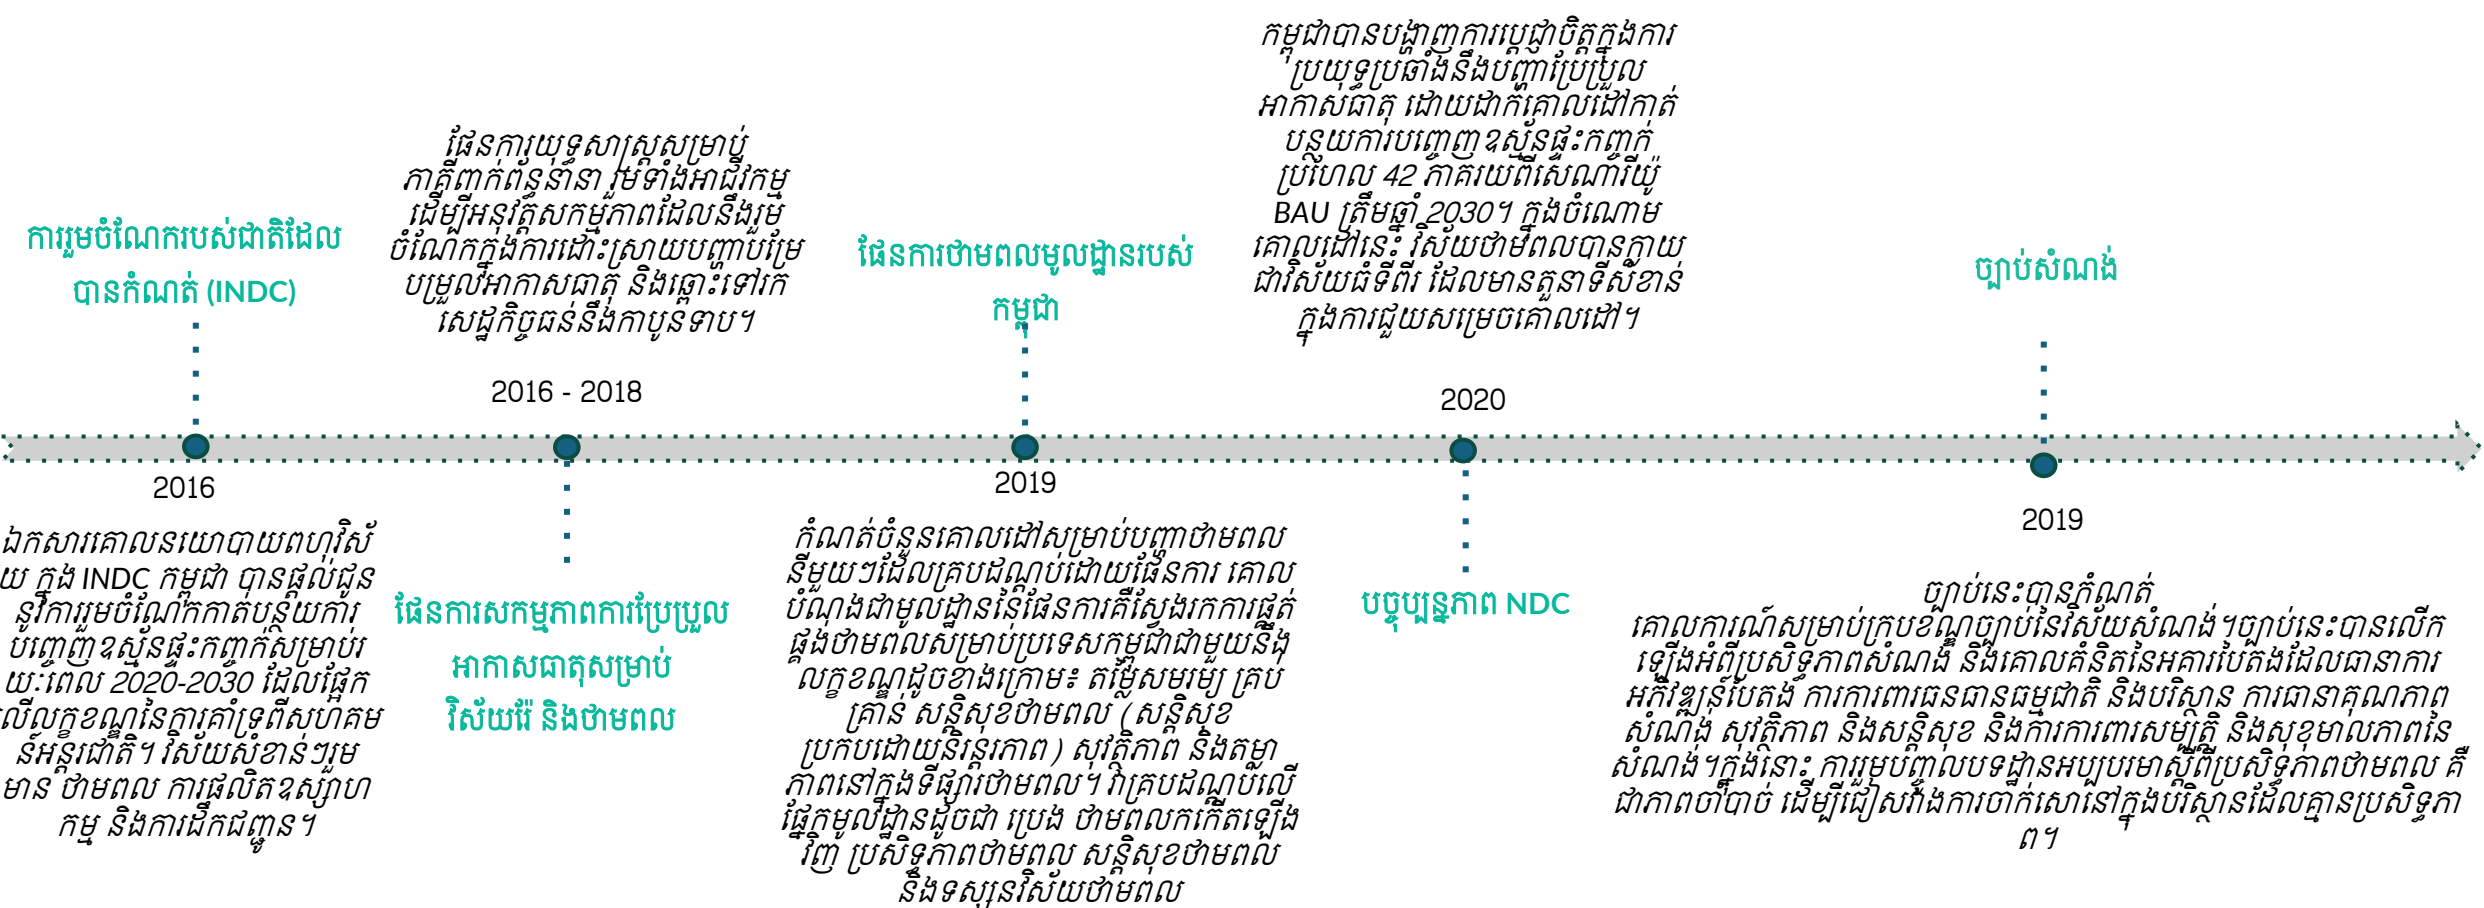 ការរួមចំណែករបស់ជាតិដែល
បានកំណត់ (INDC)
2016
ឯកសារគោលនយោបាយពហុវិស័
យ ក្នុង INDC កម្ពុជា បានផ្តល់ជូន
នូវការរួមចំណែកកាត់បន្ថយការ
បញ្ចេញឧស្ម័នផ្ទះកញ្ចក់សម្រាប់រ
យៈពេល 2020-2030 ដែលផ្អែក
លើលក្ខខណ្ឌនៃការគាំទ្រពីសហគម
ន៍អន្តរជាតិ។ វិស័យសំខាន់ៗរួម
មាន ថាមពល ការផលិតឧស្សាហ
កម្ម និងការដឹកជញ្ជូន។
ផែនការយុទ្ធសាស្ត្រសម្រាប់
ភាគីពាក់ព័ន្ធនានា រួមទាំងអាជីវកម្ម
ដើម្បីអនុវត្តសកម្មភាពដែលនឹងរួម
ចំណែកក្នុងការដោះស្រាយបញ្ហាបម្រែ
បម្រួលអាកាសធាតុ និងឆ្ពោះទៅរក
សេដ្ឋកិច្ចធន់នឹងកាបូនទាប។
2016 - 2018
ផែនការសកម្មភាពការប្រែប្រួល
អាកាសធាតុសម្រាប់
វិស័យរ៉ែ និងថាមពល
ផែនការថាមពលមូលដ្ឋានរបស់
កម្ពុជា
2019
កំណត់ចំនួនគោលដៅសម្រាប់បញ្ហាថាមពល
នីមួយៗដែលគ្របដណ្តប់ដោយផែនការ គោល
បំណងជាមូលដ្ឋាននៃផែនការគឺស្វែងរកការផ្គត់
ផ្គង់ថាមពលសម្រាប់ប្រទេសកម្ពុជាជាមួយនឹង
លក្ខខណ្ឌដូចខាងក្រោម៖ តម្លៃសមរម្យ គ្រប់
គ្រាន់ សន្តិសុខថាមពល (សន្តិសុខ
ប្រកបដោយនិរន្តរភាព ) សុវត្ថិភាព និងតម្លា
ភាពនៅក្នុងទីផ្សារថាមពល។ វាគ្របដណ្តប់លើ
ផ្នែកមូលដ្ឋានដូចជា ប្រេង ថាមពលកកើតឡើង
វិញ ប្រសិទ្ធភាពថាមពល សន្តិសុខថាមពល
និងទស្សនវិស័យថាមពល
កម្ពុជាបានបង្ហាញការប្តេជ្ញាចិត្តក្នុងការ
ប្រយុទ្ធប្រឆាំងនឹងបញ្ហាប្រែប្រួល
អាកាសធាតុ ដោយដាក់គោលដៅកាត់
បន្ថយការបញ្ចេញឧស្ម័នផ្ទះកញ្ចក់
ប្រហែល 42 ភាគរយពីសេណារីយ៉ូ
BAU ត្រឹមឆ្នាំ 2030។ ក្នុងចំណោម
គោលដៅនេះ វិស័យថាមពលបានក្លាយ
ជាវិស័យធំទីពីរ ដែលមានតួនាទីសំខាន់
ក្នុងការជួយសម្រេចគោលដៅ។
2020
បច្ចុប្បន្នភាព NDC
ច្បាប់សំណង់
2019
ច្បាប់នេះបានកំណត់
គោលការណ៍សម្រាប់ក្របខណ្ឌច្បាប់នៃវិស័យសំណង់។ច្បាប់នេះបានលើក
ឡើងអំពីប្រសិទ្ធភាពសំណង់ និងគោលគំនិតនៃអគារបៃតងដែលធានាការ
អភិវឌ្ឍន៍បៃតង ការការពារធនធានធម្មជាតិ និងបរិស្ថាន ការធានាគុណភាព
សំណង់ សុវត្ថិភាព និងសន្តិសុខ និងការការពារសម្បត្តិ និងសុខុមាលភាពនៃ
សំណង់។ក្នុងនោះ ការរួមបញ្ចូលបទដ្ឋានអប្បបរមាស្តីពីប្រសិទ្ធភាពថាមពល គឺ
ជាភាពចាំបាច់ ដើម្បីជៀសវាងការចាក់សោនៅក្នុងបរិស្ថានដែលគ្មានប្រសិទ្ធភា
ព។